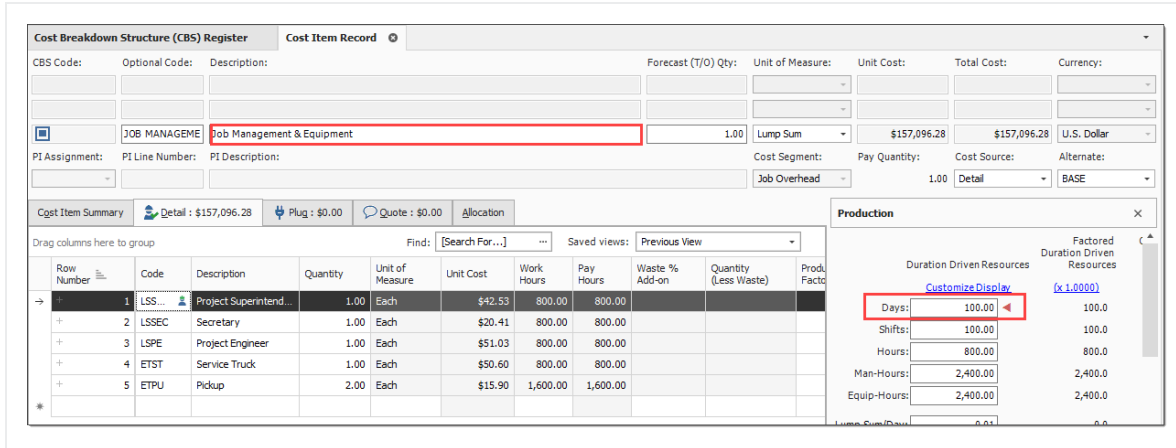 Cost Breakdown Structure (CBS) Register Cost Item Record
CBS Code: Optional Code: Description: Forecast (T/O) Qty: Unit of Measure: Unit Cost: Total Cost: Currency:
JOB MANAGEME Job Management & Equipment 1.00 Lump Sum $157,096.28 $157,096.28 U.S. Dollar
PI Assignment: PI Line Number: PI Description: Cost Segment: Pay Quantity: Cost Source: Alternate:
Job Overhead 1.00 Detail BASE
Cost Item Summary Detail : $157,096.28 Plug : $0.00 Quote : $0.00 Allocation
Drag columns here to group Find: [Search For...] ... Saved views: Previous View
Row Number Code Description Quantity Unit of Measure Unit Cost Work Hours Pay Hours Waste % Add-on Quantity (Less Waste) Produ Facto
1 LSS... Project Superintend... 1.00 Each $42.53 800.00 800.00
2 LSSEC Secretary 1.00 Each $20.41 800.00 800.00
3 LSPE Project Engineer 1.00 Each $51.03 800.00 800.00
4 ETST Service Truck 1.00 Each $50.60 800.00 800.00
5 ETPU Pickup 2.00 Each $15.90 1,600.00 1,600.00
Production
Duration Driven Resources Factored Duration Driven Resources
Customize Display (x 1.0000)
Days: 100.00 100.0
Shifts: 100.00 100.0
Hours: 800.00 800.0
Man-Hours: 2,400.00 2,400.0
Equip-Hours: 2,400.00 2,400.0
Lump Sum/Day: 0.01 0.0